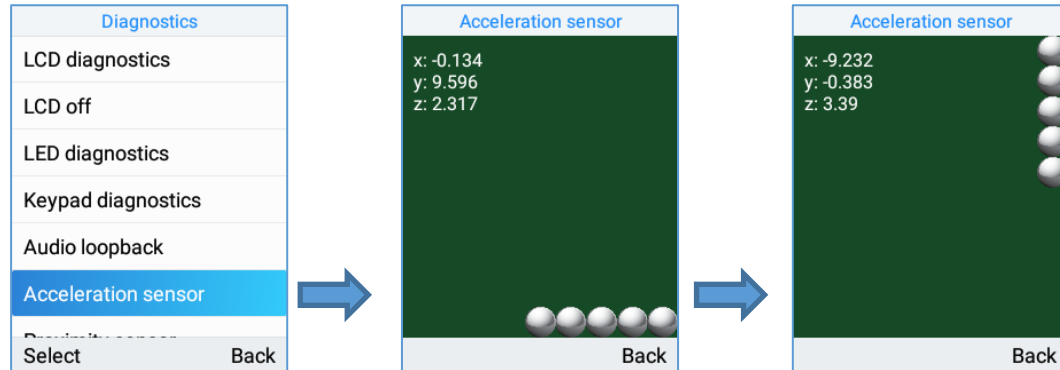 Diagnostics
LCD diagnostics
LCD off
LED diagnostics
Keypad diagnostics
Audio loopback
Acceleration sensor
Select Back
Acceleration sensor
x: -0.134
y: 9.596
z: 2.317
Back
Acceleration sensor
x: -9.232
y: -0.383
z: 3.39
Back